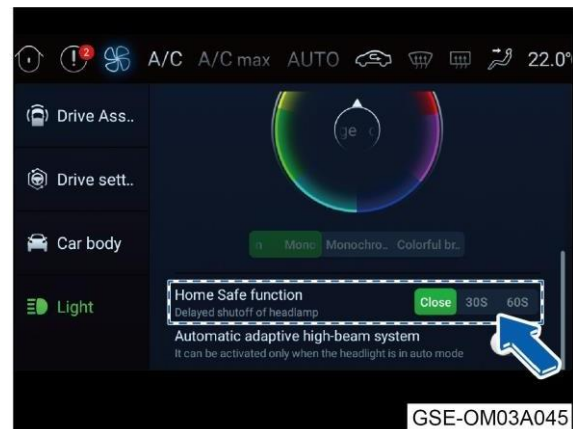 2
A/C A/C max AUTO 22.0°
Drive Ass..
Drive sett..
Car body
Light
ge
n Mono Monochro.. Colorful br..
Home Safe function
Delayed shutoff of headlamp
Close 30S 60S
Automatic adaptive high-beam system
It can be activated only when the headlight is in auto mode
GSE-OM03A045